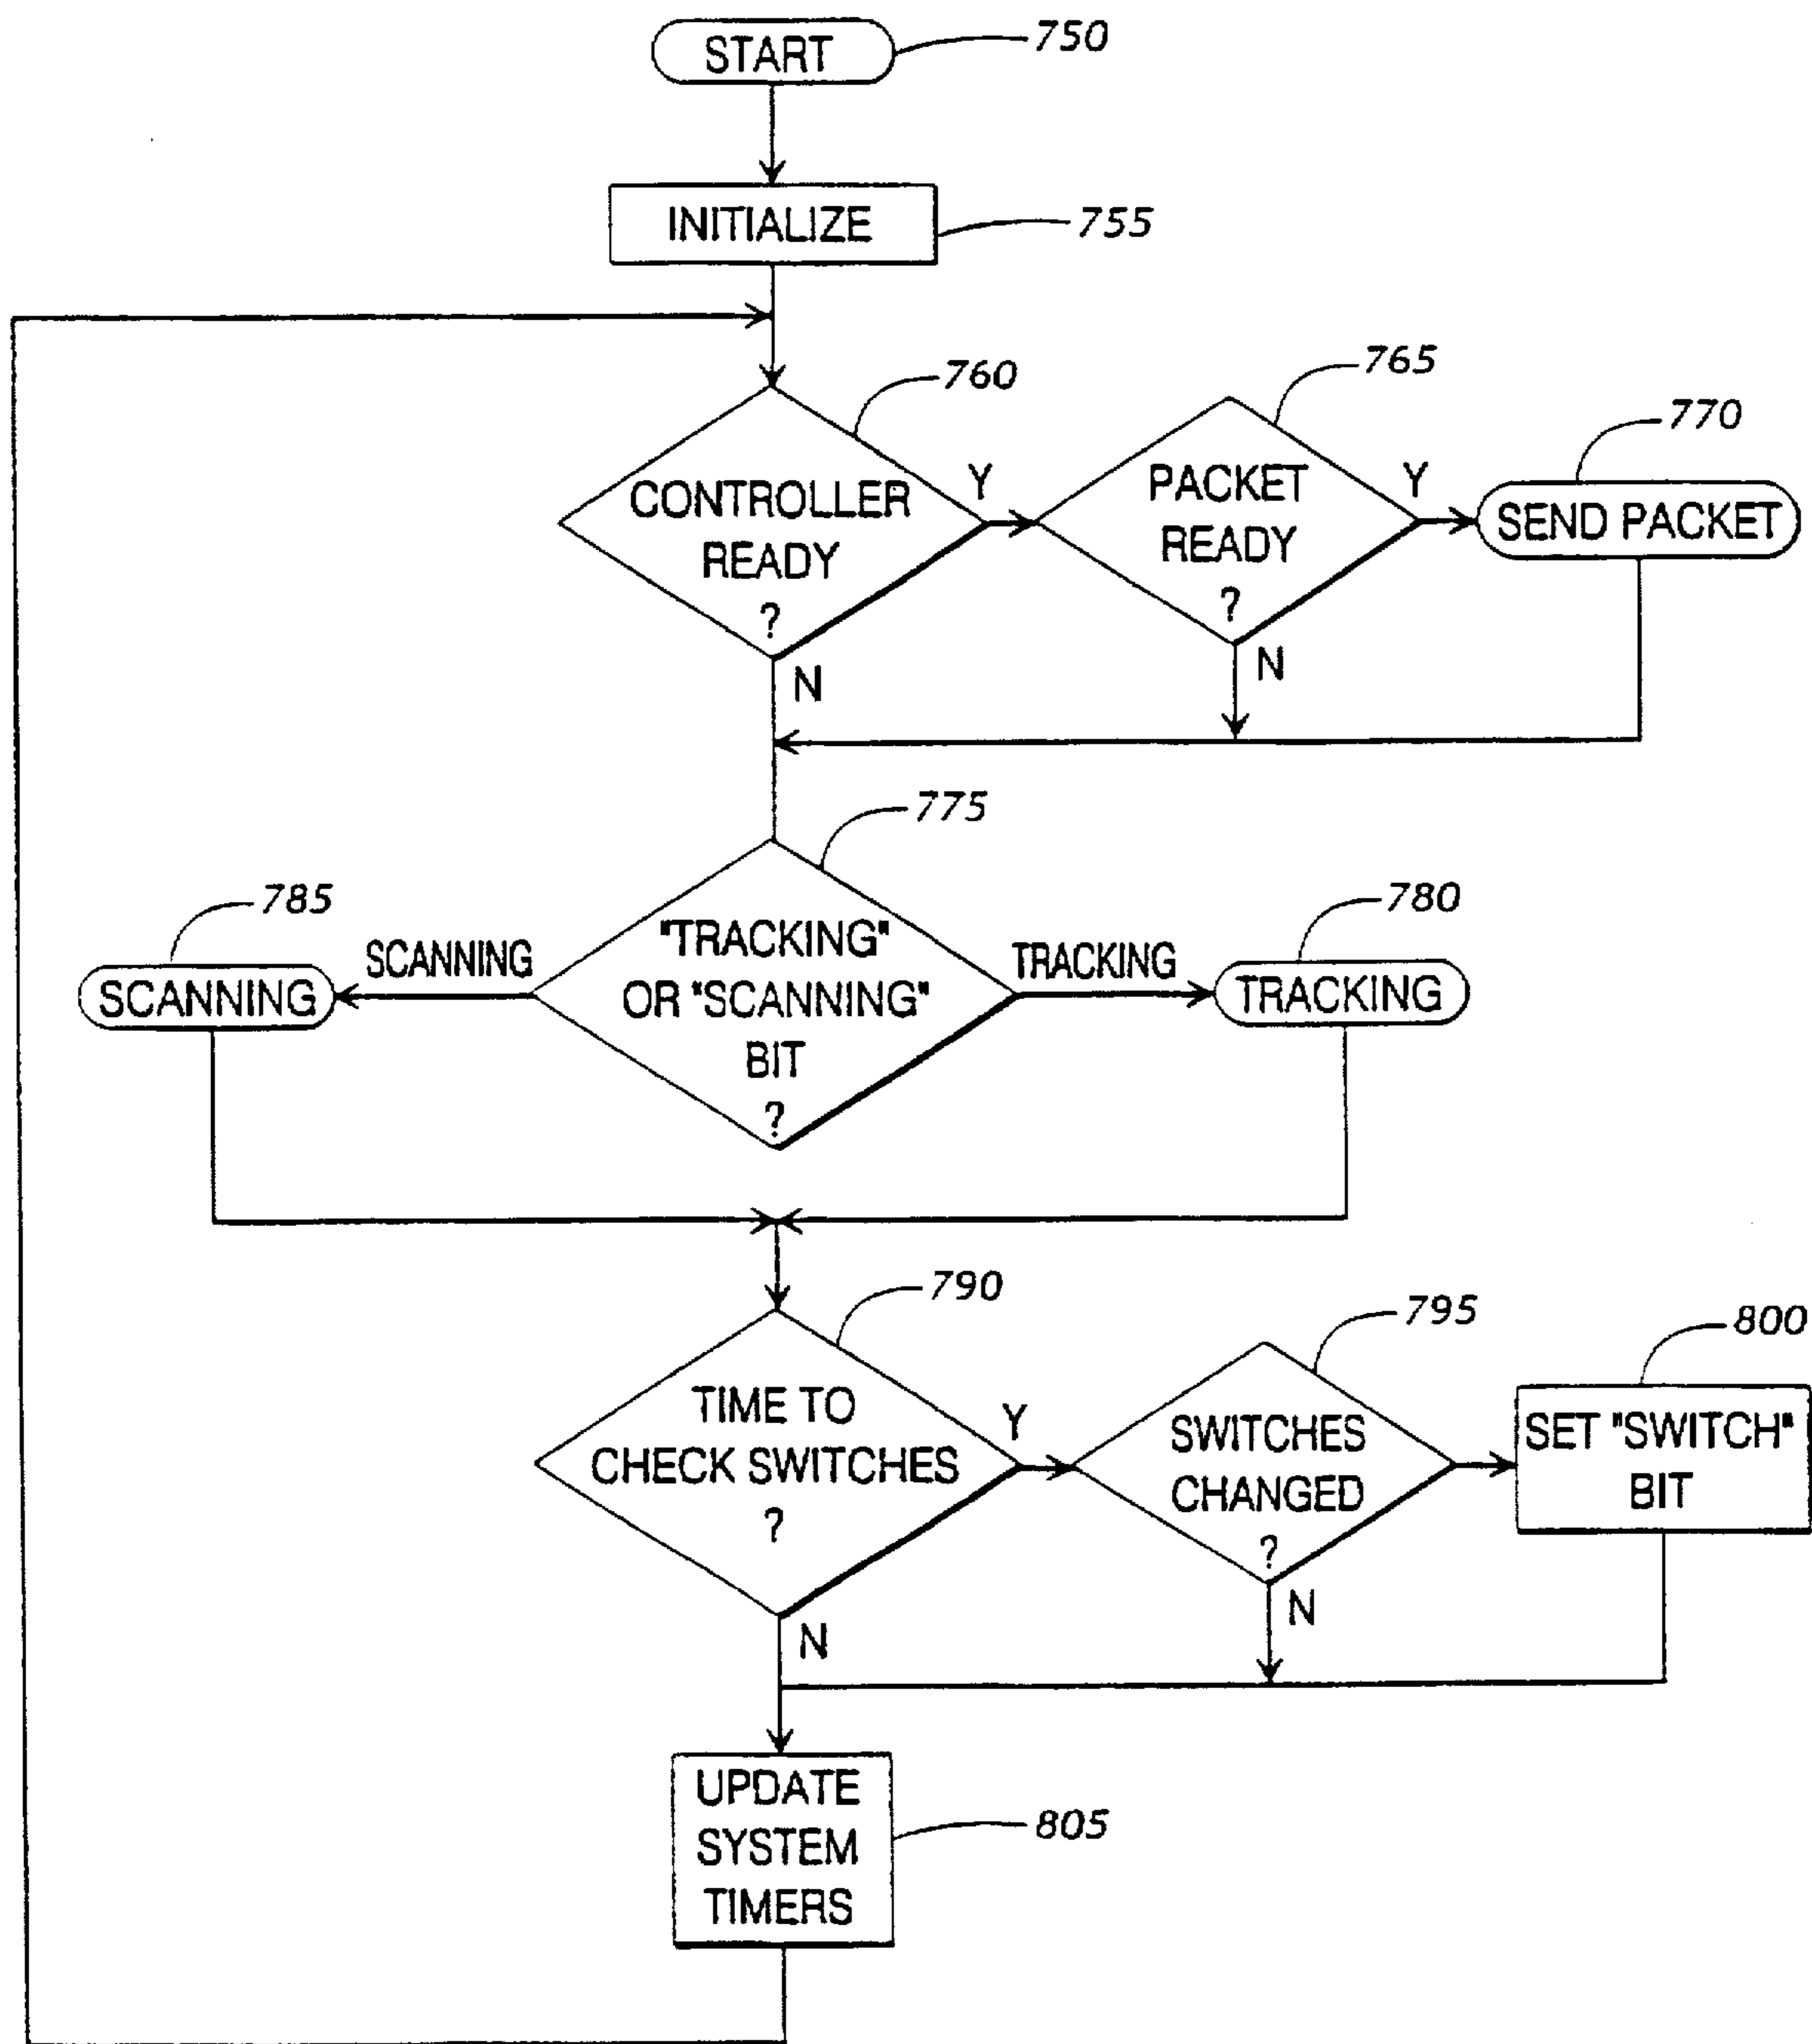 START
750
INITIALIZE
755
760
765
770
CONTROLLER
READY
?
Y
N
PACKET
READY
?
Y
N
SEND PACKET
775
785
780
"TRACKING"
OR "SCANNING"
BIT
?
SCANNING
SCANNING
TRACKING
TRACKING
790
795
800
TIME TO
CHECK SWITCHES
?
Y
N
SWITCHES
CHANGED
?
N
SET "SWITCH"
BIT
UPDATE
SYSTEM
TIMERS
805